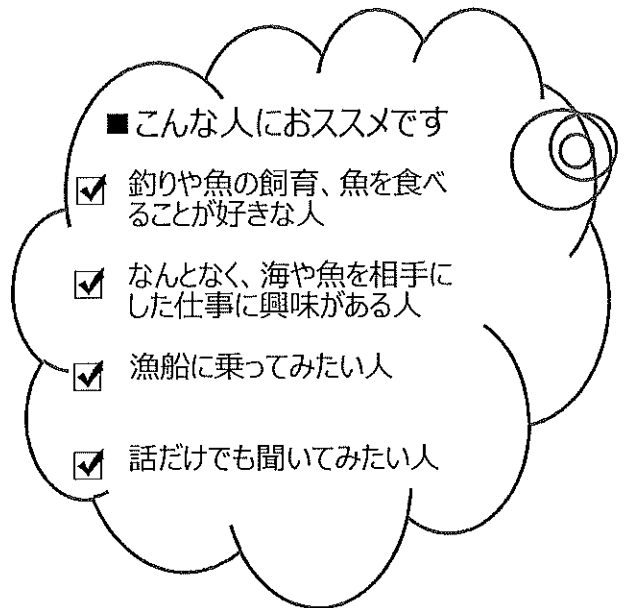 ■こんな人におススメです
☑ 釣りや魚の飼育、魚を食べ
ることが好きな人
☑ なんとなく、海や魚を相手に
した仕事に興味がある人
☑ 漁船に乗ってみたい人
☑ 話だけでも聞いてみたい人